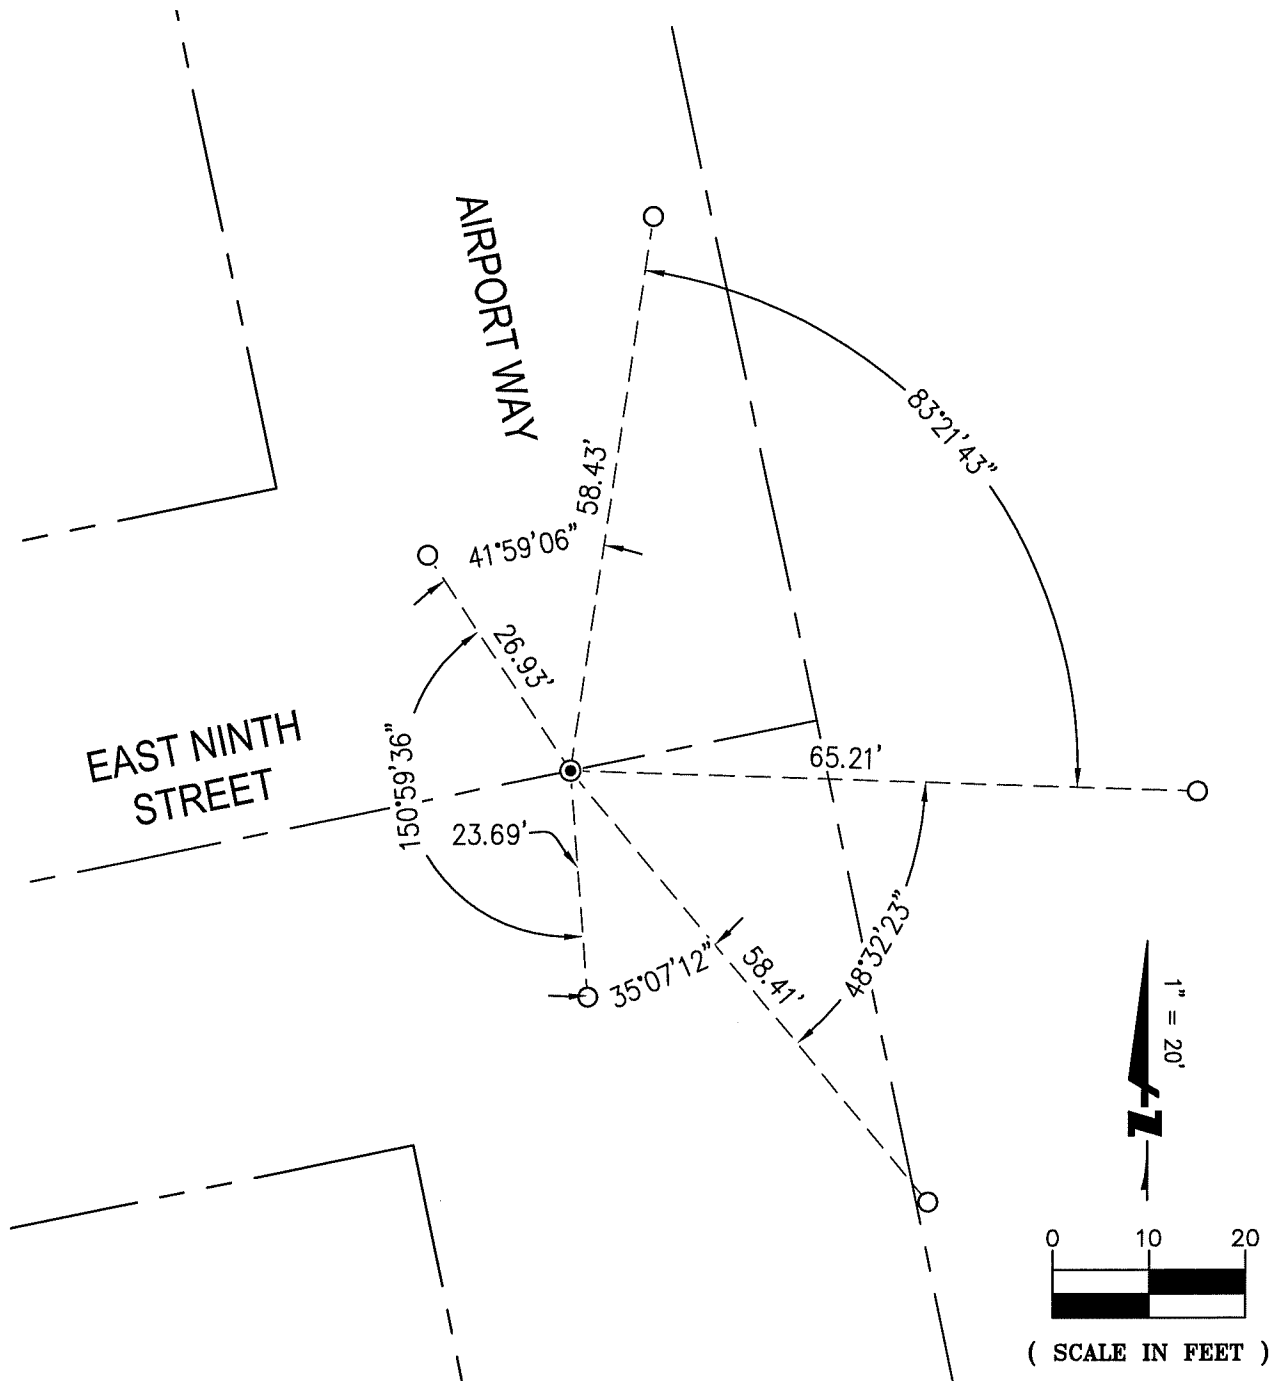 AIRPORT WAY
83°21'43"
58.43'
41°59'06"
26.93'
EAST NINTH
STREET
150°59'36"
65.21'
23.69'
48°32'23"
35°07'12"
58.41'
1" = 20'
N
0 10 20
( SCALE IN FEET )